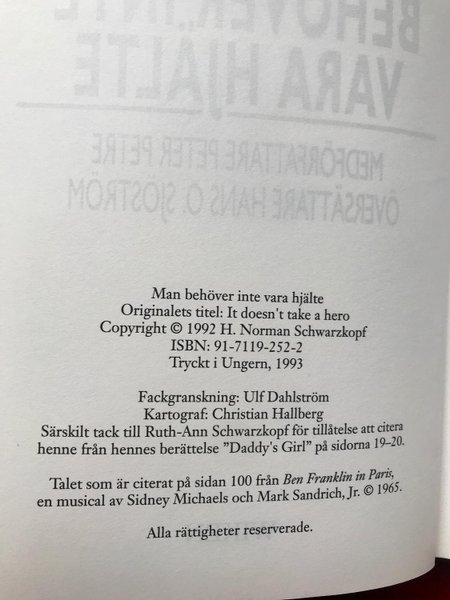 BEHÖVER INTE
VARA HJÄLTE
MEDFÖRFATTARE PETER PETRE
ÖVERSÄTTARE HANS O. SJÖSTRÖM
Man behöver inte vara hjälte
Originalets titel: It doesn't take a hero
Copyright © 1992 H. Norman Schwarzkopf
ISBN: 91-7119-252-2
Tryckt i Ungern, 1993
Fackgranskning: Ulf Dahlström
Kartograf: Christian Hallberg
Särskilt tack till Ruth-Ann Schwarzkopf för tillåtelse att citera
henne från hennes berättelse ”Daddy's Girl” på sidorna 19–20.
Talet som är citerat på sidan 100 från Ben Franklin in Paris,
en musical av Sidney Michaels och Mark Sandrich, Jr. © 1965.
Alla rättigheter reserverade.